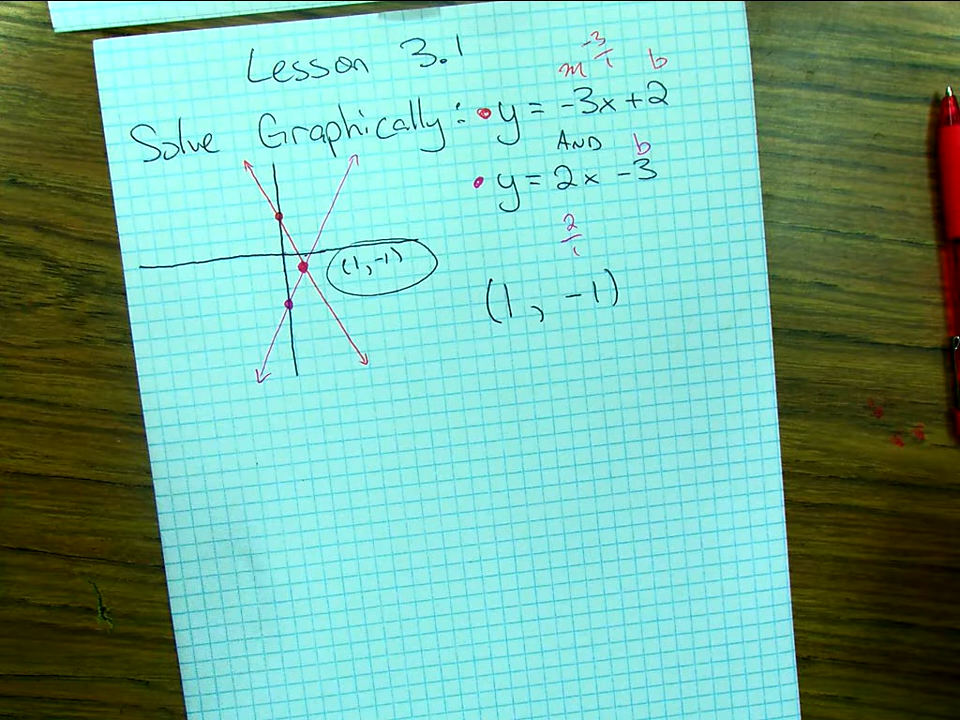 Lesson 3.1
m -3/1 b
Solve Graphically: y = -3x + 2
AND b
y = 2x - 3
2/1
(1, -1)
(1, -1)